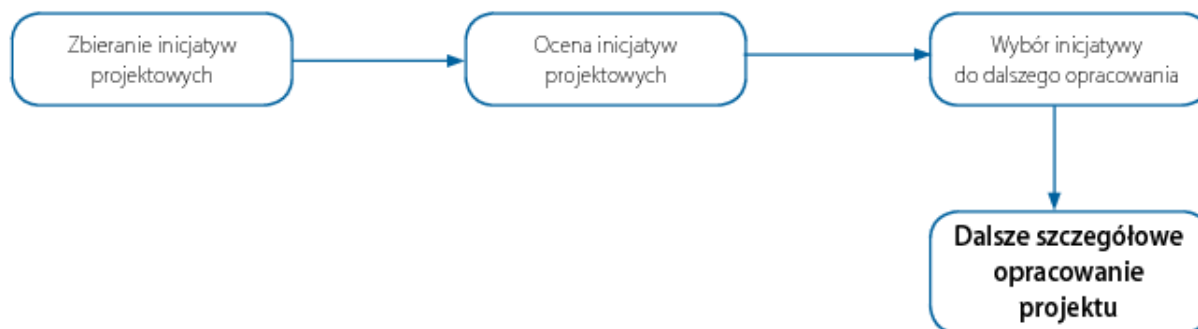 Zbieranie inicjatyw
projektowych
Ocena inicjatyw
projektowych
Wybór inicjatywy
do dalszego opracowania
Dalsze szczegółowe
opracowanie
projektu